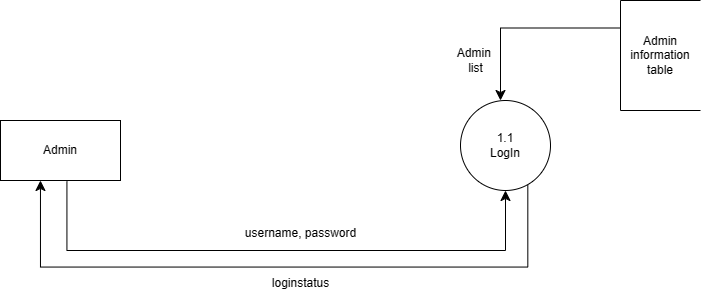 Admin
list
Admin
information
table
1.1
LogIn
Admin
username, password
loginstatus